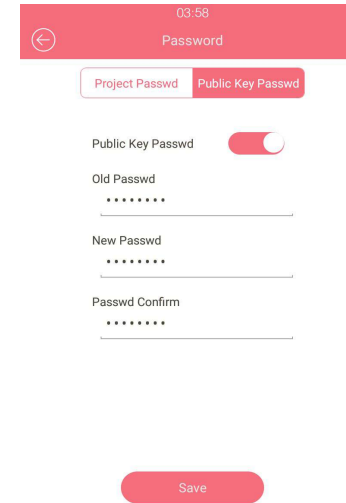 03:58
Password
Project Passwd Public Key Passwd
Public Key Passwd
Old Passwd
••••••••
New Passwd
••••••••
Passwd Confirm
••••••••
Save